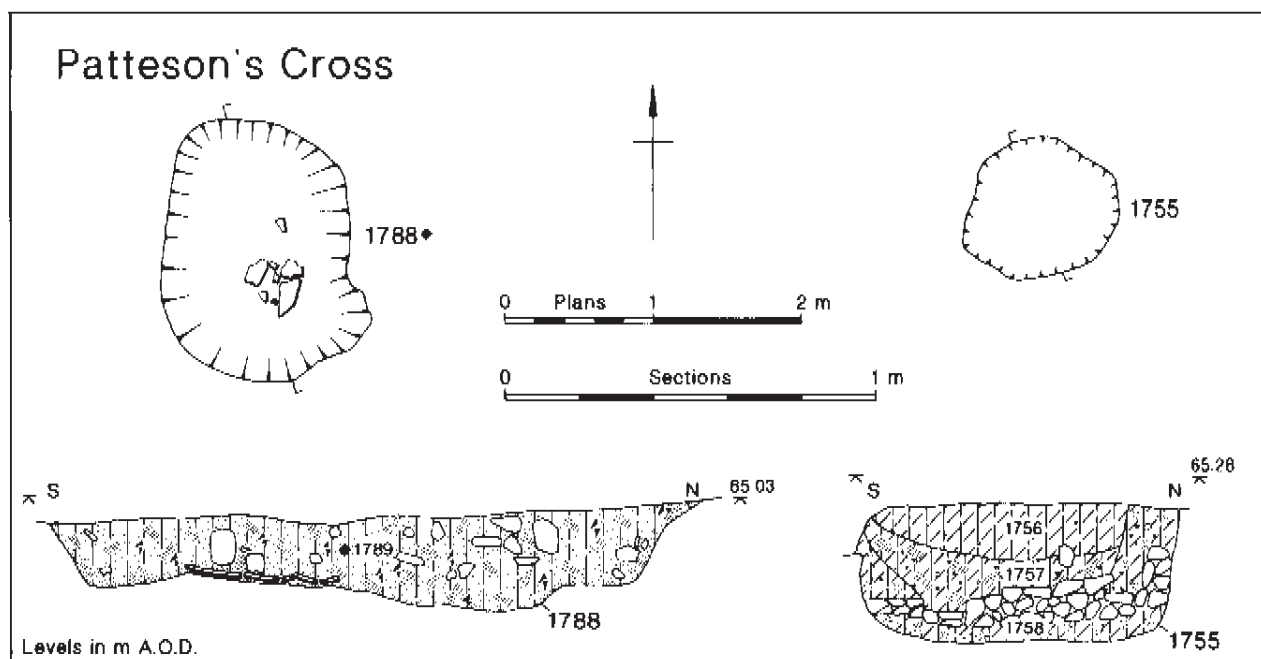 Patteson's Cross
1788
1755
0 Plans 1 2 m
0 Sections 1 m
S N 65 03
1789
1788
S N 65.28
1756
1757
1758
1755
Levels in m A.O.D.